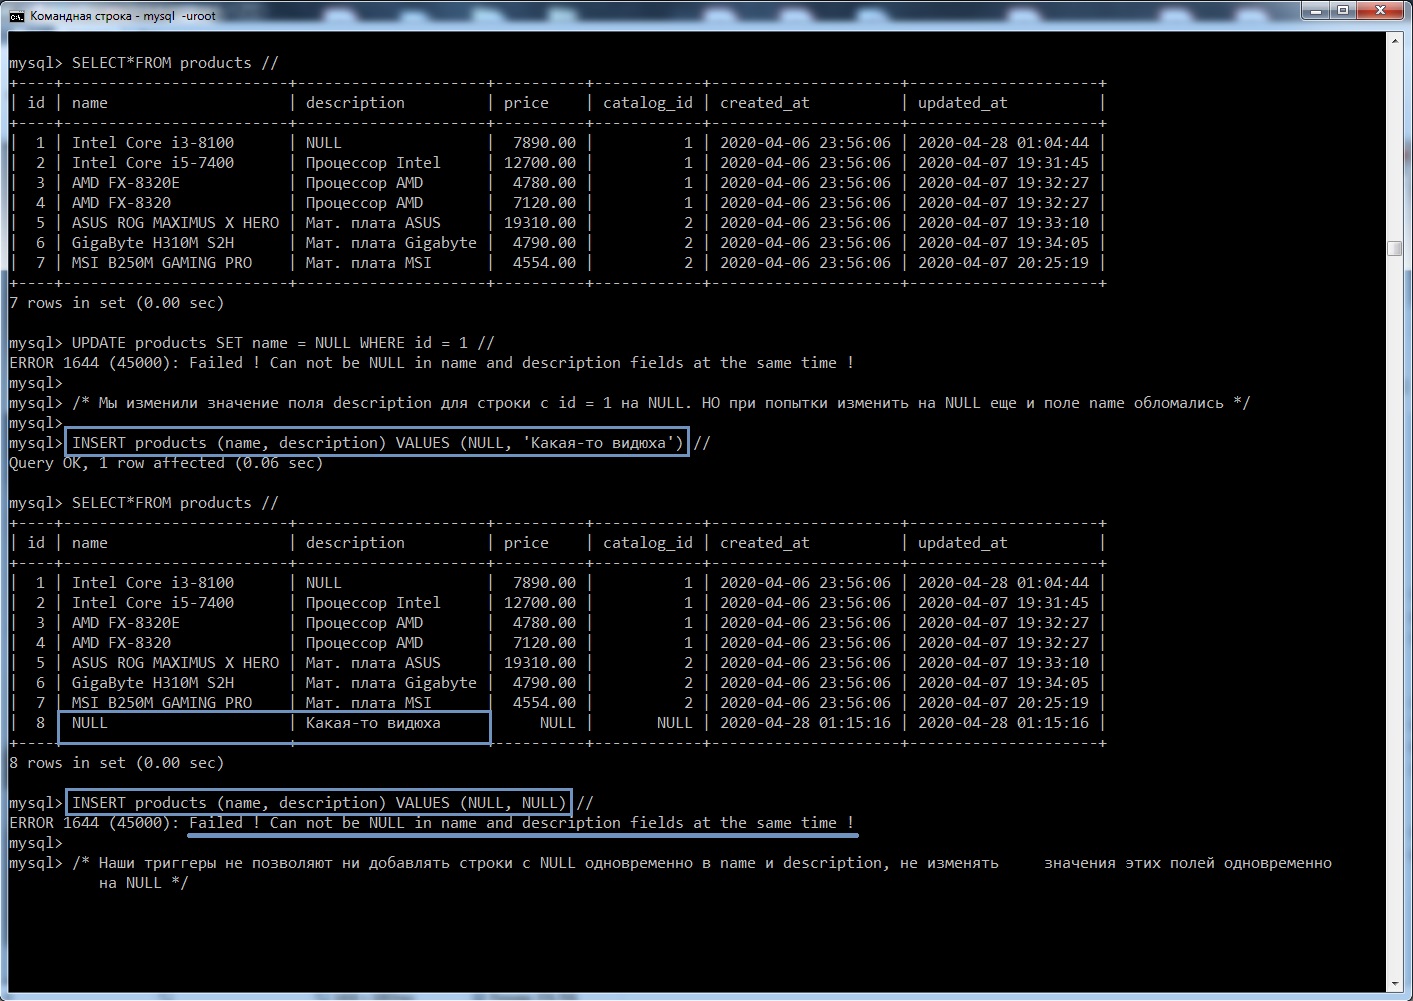 Командная строка - mysql  -uroot
mysql> SELECT*FROM products //
+----+-------------------------+----------------------+----------+------------+---------------------+---------------------+
| id | name                    | description          | price    | catalog_id | created_at          | updated_at          |
+----+-------------------------+----------------------+----------+------------+---------------------+---------------------+
|  1 | Intel Core i3-8100      | NULL                 |  7890.00 |          1 | 2020-04-06 23:56:06 | 2020-04-28 01:04:44 |
|  2 | Intel Core i5-7400      | Процессор Intel      | 12700.00 |          1 | 2020-04-06 23:56:06 | 2020-04-07 19:31:45 |
|  3 | AMD FX-8320E            | Процессор AMD        |  4780.00 |          1 | 2020-04-06 23:56:06 | 2020-04-07 19:32:27 |
|  4 | AMD FX-8320             | Процессор AMD        |  7120.00 |          1 | 2020-04-06 23:56:06 | 2020-04-07 19:32:27 |
|  5 | ASUS ROG MAXIMUS X HERO | Мат. плата ASUS      | 19310.00 |          2 | 2020-04-06 23:56:06 | 2020-04-07 19:33:10 |
|  6 | GigaByte H310M S2H      | Мат. плата Gigabyte  |  4790.00 |          2 | 2020-04-06 23:56:06 | 2020-04-07 19:34:05 |
|  7 | MSI B250M GAMING PRO    | Мат. плата MSI       |  4554.00 |          2 | 2020-04-06 23:56:06 | 2020-04-07 20:25:19 |
+----+-------------------------+----------------------+----------+------------+---------------------+---------------------+
7 rows in set (0.00 sec)
mysql> UPDATE products SET name = NULL WHERE id = 1 //
ERROR 1644 (45000): Failed ! Can not be NULL in name and description fields at the same time !
mysql>
mysql> /* Мы изменили значение поля description для строки с id = 1 на NULL. НО при попытки изменить на NULL еще и поле name обломались */
mysql>
mysql> INSERT products (name, description) VALUES (NULL, 'Какая-то видюха') //
Query OK, 1 row affected (0.06 sec)
mysql> SELECT*FROM products //
+----+-------------------------+----------------------+----------+------------+---------------------+---------------------+
| id | name                    | description          | price    | catalog_id | created_at          | updated_at          |
+----+-------------------------+----------------------+----------+------------+---------------------+---------------------+
|  1 | Intel Core i3-8100      | NULL                 |  7890.00 |          1 | 2020-04-06 23:56:06 | 2020-04-28 01:04:44 |
|  2 | Intel Core i5-7400      | Процессор Intel      | 12700.00 |          1 | 2020-04-06 23:56:06 | 2020-04-07 19:31:45 |
|  3 | AMD FX-8320E            | Процессор AMD        |  4780.00 |          1 | 2020-04-06 23:56:06 | 2020-04-07 19:32:27 |
|  4 | AMD FX-8320             | Процессор AMD        |  7120.00 |          1 | 2020-04-06 23:56:06 | 2020-04-07 19:32:27 |
|  5 | ASUS ROG MAXIMUS X HERO | Мат. плата ASUS      | 19310.00 |          2 | 2020-04-06 23:56:06 | 2020-04-07 19:33:10 |
|  6 | GigaByte H310M S2H      | Мат. плата Gigabyte  |  4790.00 |          2 | 2020-04-06 23:56:06 | 2020-04-07 19:34:05 |
|  7 | MSI B250M GAMING PRO    | Мат. плата MSI       |  4554.00 |          2 | 2020-04-06 23:56:06 | 2020-04-07 20:25:19 |
|  8 | NULL                    | Какая-то видюха      |     NULL |       NULL | 2020-04-28 01:15:16 | 2020-04-28 01:15:16 |
+----+-------------------------+----------------------+----------+------------+---------------------+---------------------+
8 rows in set (0.00 sec)
mysql> INSERT products (name, description) VALUES (NULL, NULL) //
ERROR 1644 (45000): Failed ! Can not be NULL in name and description fields at the same time !
mysql>
mysql> /* Наши триггеры не позволяют ни добавлять строки с NULL одновременно в name и description, не изменять     значения этих полей одновременно
на NULL */